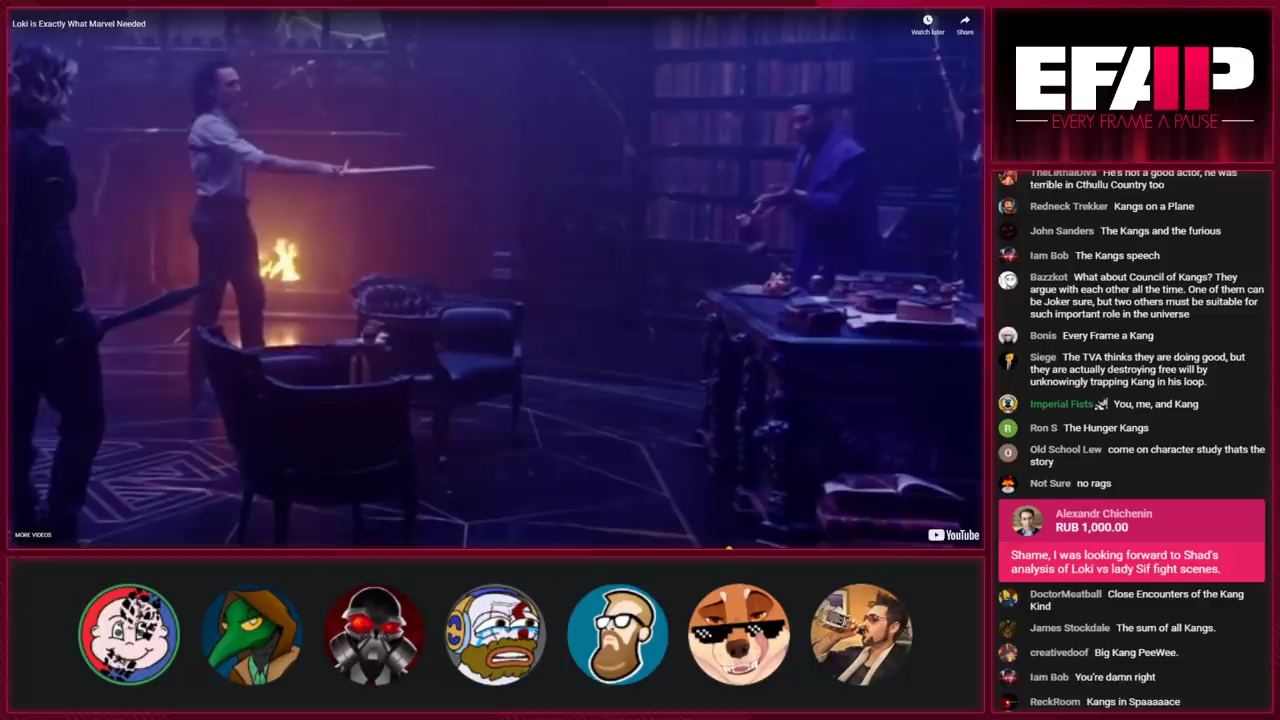 Loki is Exactly What Marvel Needed
Watch later
Share
MORE VIDEOS
YouTube
EFAP
EVERY FRAME A PAUSE
TheLethalDiva He's not a good actor, he was
terrible in Cthullu Country too
Redneck Trekker Kangs on a Plane
John Sanders The Kangs and the furious
Iam Bob The Kangs speech
Bazzkot What about Council of Kangs? They
argue with each other all the time. One of them can
be Joker sure, but two others must be suitable for
such important role in the universe
Bonis Every Frame a Kang
Siege The TVA thinks they are doing good, but
they are actually destroying free will by
unknowingly trapping Kang in his loop.
Imperial Fists You, me, and Kang
R
Ron S The Hunger Kangs
O
Old School Lew come on character study thats the
story
Not Sure no rags
Alexandr Chichenin
RUB 1,000.00
Shame, I was looking forward to Shad's
analysis of Loki vs lady Sif fight scenes.
DoctorMeatball Close Encounters of the Kang
Kind
James Stockdale The sum of all Kangs.
creativedoof Big Kang PeeWee.
Iam Bob You're damn right
ReckRoom Kangs in Spaaaaace